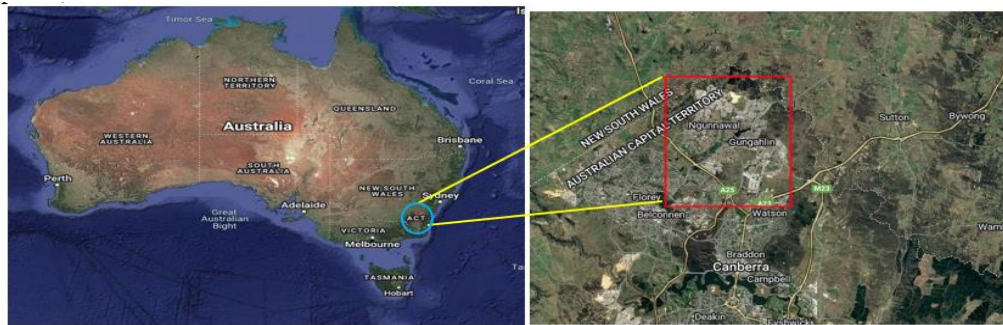 Timor Sea
NORTHERN
TERRITORY
Coral Sea
QUEENSLAND
Australia
WESTERN
AUSTRALIA
Brisbane
SOUTH
AUSTRALIA
Perth
NEW SOUTH
WALES
Sydney
Adelaide
Great
Australian
Bight
ACT
VICTORIA
Melbourne
TASMANIA
Hobart
NEW SOUTH WALES
AUSTRALIAN CAPITAL TERRITORY
Ngunnawal
Gungahlin
Sutton
Bywong
A25
M23
A23
Florey
Belconnen
Watson
Braddon
Canberra
Campbell
Deakin